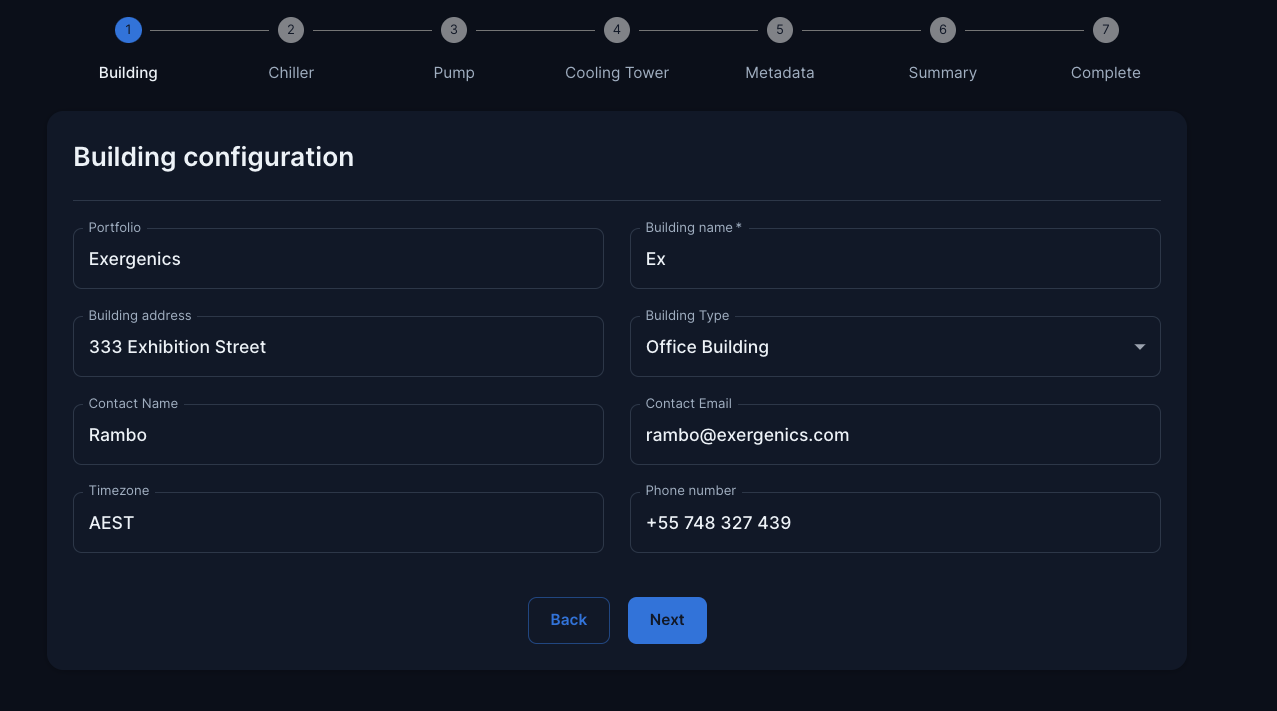 1 2 3 4 5 6 7
Building Chiller Pump Cooling Tower Metadata Summary Complete
Building configuration
Portfolio Building name *
Exergenics Ex
Building address Building Type
333 Exhibition Street Office Building
Contact Name Contact Email
Rambo rambo@exergenics.com
Timezone Phone number
AEST +55 748 327 439
Back Next